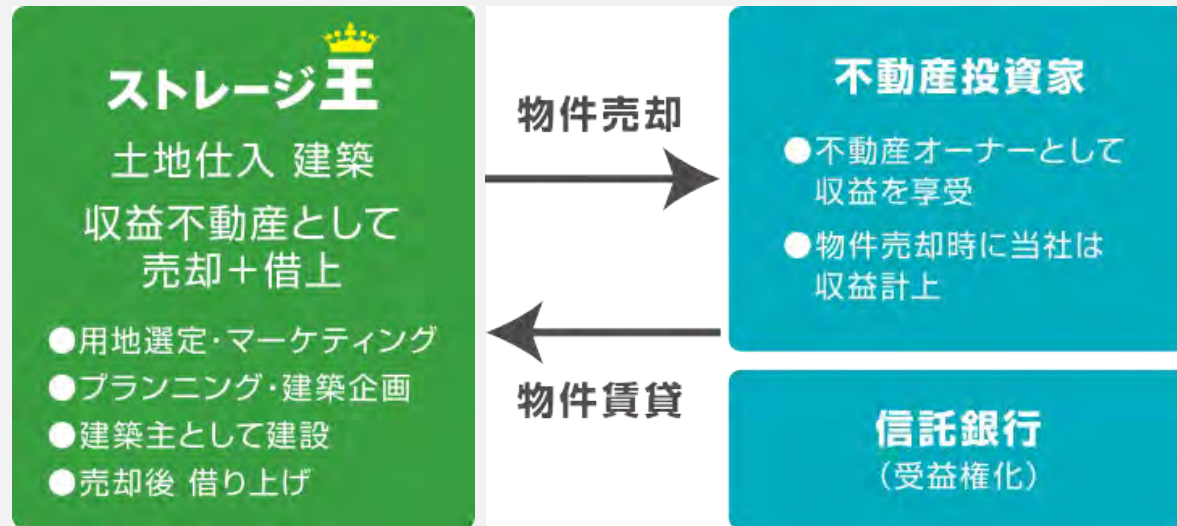 ストレージ王
土地仕入 建築
収益不動産として
売却＋借上
●用地選定・マーケティング
●プランニング・建築企画
●建築主として建設
●売却後 借り上げ
物件売却
物件賃貸
不動産投資家
●不動産オーナーとして
収益を享受
●物件売却時に当社は
収益計上
信託銀行
（受益権化）